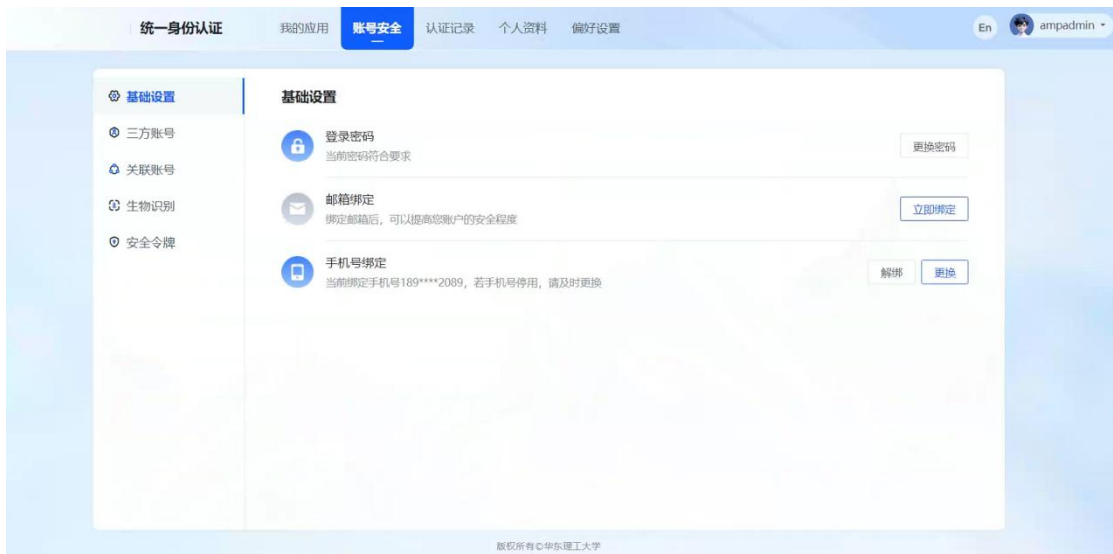 统一身份认证 我的应用 账号安全 认证记录 个人资料 偏好设置 En ampadmin
基础设置
三方账号
关联账号
生物识别
安全令牌
基础设置
登录密码
当前密码符合要求
更换密码
邮箱绑定
绑定邮箱后，可以提高您账户的安全程度
立即绑定
手机号绑定
当前绑定手机号189****2089，若手机号停用，请及时更换
解绑 更换
版权所有©华东理工大学